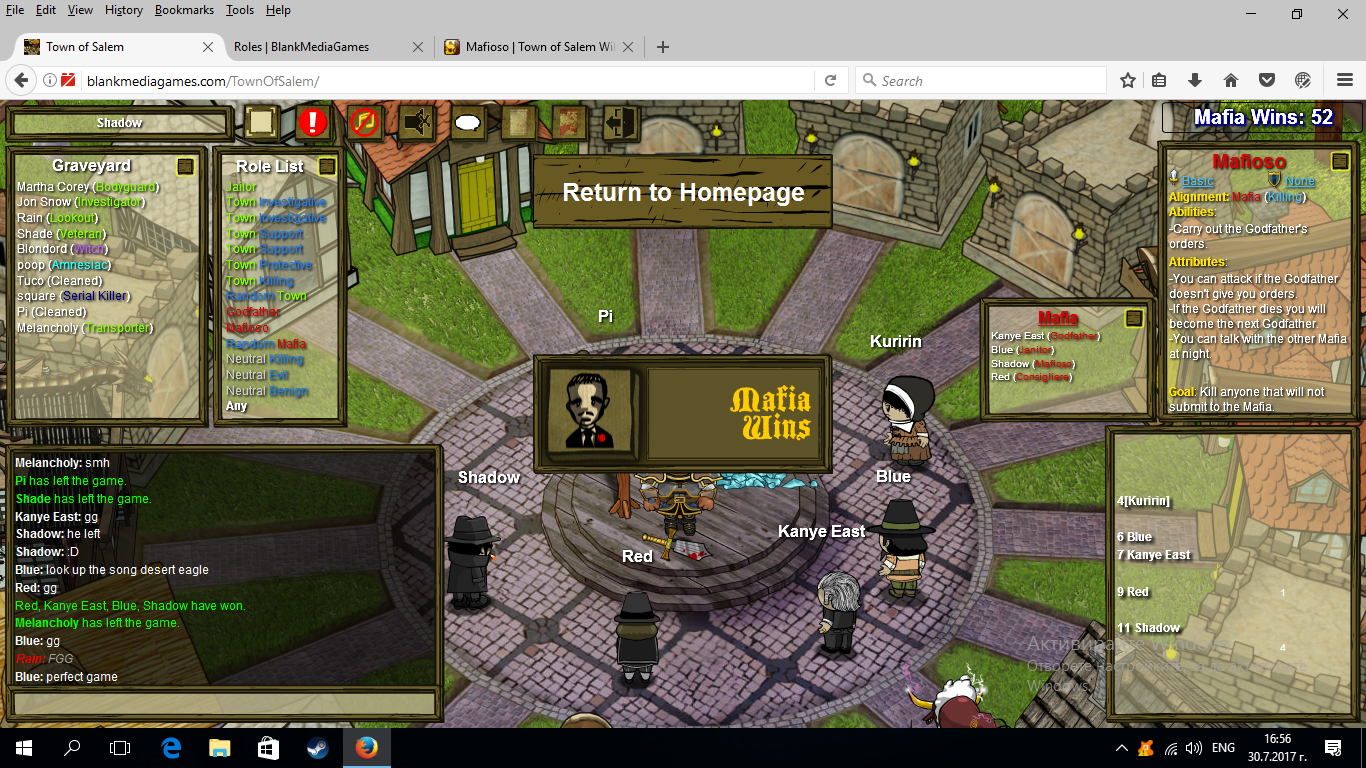 File Edit View History Bookmarks Tools Help
Town of Salem
Roles | BlankMediaGames
Mafioso | Town of Salem Wi
blankmediagames.com/TownOfSalem/
Search
Shadow
Mafia Wins: 52
Graveyard
Martha Corey (Bodyguard)
Jon Snow (Investigator)
Rain (Lookout)
Shade (Veteran)
Blondord (Witch)
poop (Amnesiac)
Tuco (Cleaned)
square (Serial Killer)
Pi (Cleaned)
Melancholy (Transporter)
Role List
Jailor
Town Investigative
Town Investigative
Town Support
Town Support
Town Protective
Town Killing
Random Town
Godfather
Mafioso
Random Mafia
Neutral Killing
Neutral Evil
Neutral Benign
Any
Return to Homepage
Mafioso
Basic None
Alignment: Mafia (Killing)
Abilities:
-Carry out the Godfather's
orders.
Attributes:
-You can attack if the Godfather
doesn't give you orders.
-If the Godfather dies you will
become the next Godfather.
-You can talk with the other Mafia
at night.
Goal: Kill anyone that will not
submit to the Mafia.
Mafia
Kanye East (Godfather)
Blue (Janitor)
Shadow (Mafioso)
Red (Consigliere)
Pi
Kuririn
Mafia
Wins
Shadow
Blue
Kanye East
Red
Melancholy: smh
Pi has left the game.
Shade has left the game.
Kanye East: gg
Shadow: he left
Shadow: :D
Blue: look up the song desert eagle
Red: gg
Red, Kanye East, Blue, Shadow have won.
Melancholy has left the game.
Blue: gg
Rain: FGG
Blue: perfect game
4[Kuririn]
6 Blue
7 Kanye East
9 Red 1
11 Shadow
4
Активиране
Отворете
Windows.
ENG
16:56
30.7.2017 г.